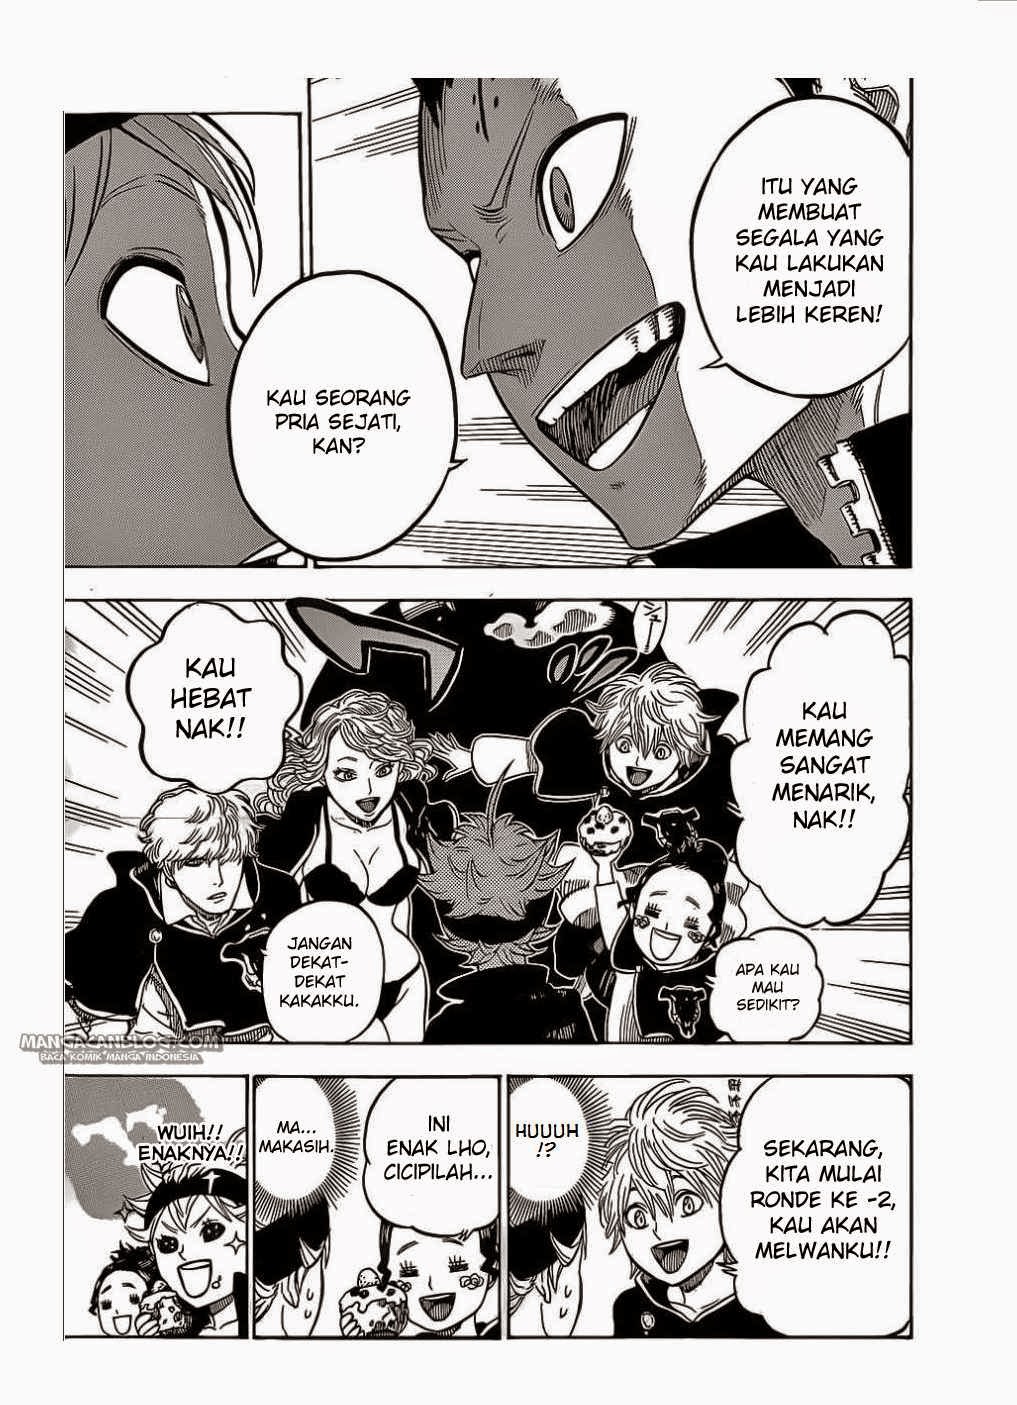 ITU YANG
MEMBUAT
SEGALA YANG
KAU LAKUKAN
MENJADI
LEBIH KEREN!
KAU SEORANG
PRIA SEJATI,
KAN?
KAU
MEMANG
SANGAT
MENARIK,
NAK!!
KAU
HEBAT
NAK!!
APA KAU
MAU
SEDIKIT?
JANGAN
DEKAT-
DEKAT
KAKAKKU.
MANGACANBLOG.COM
BACA KOMIK MANGA INDONESIA
SEKARANG,
KITA MULAI
RONDE KE -2,
KAU AKAN
MELWANKU!!
HUUUH
!?
INI
ENAK LHO,
CICIPILAH...
MA...
MAKASIH.
WUIH!!
ENAKNYA!!